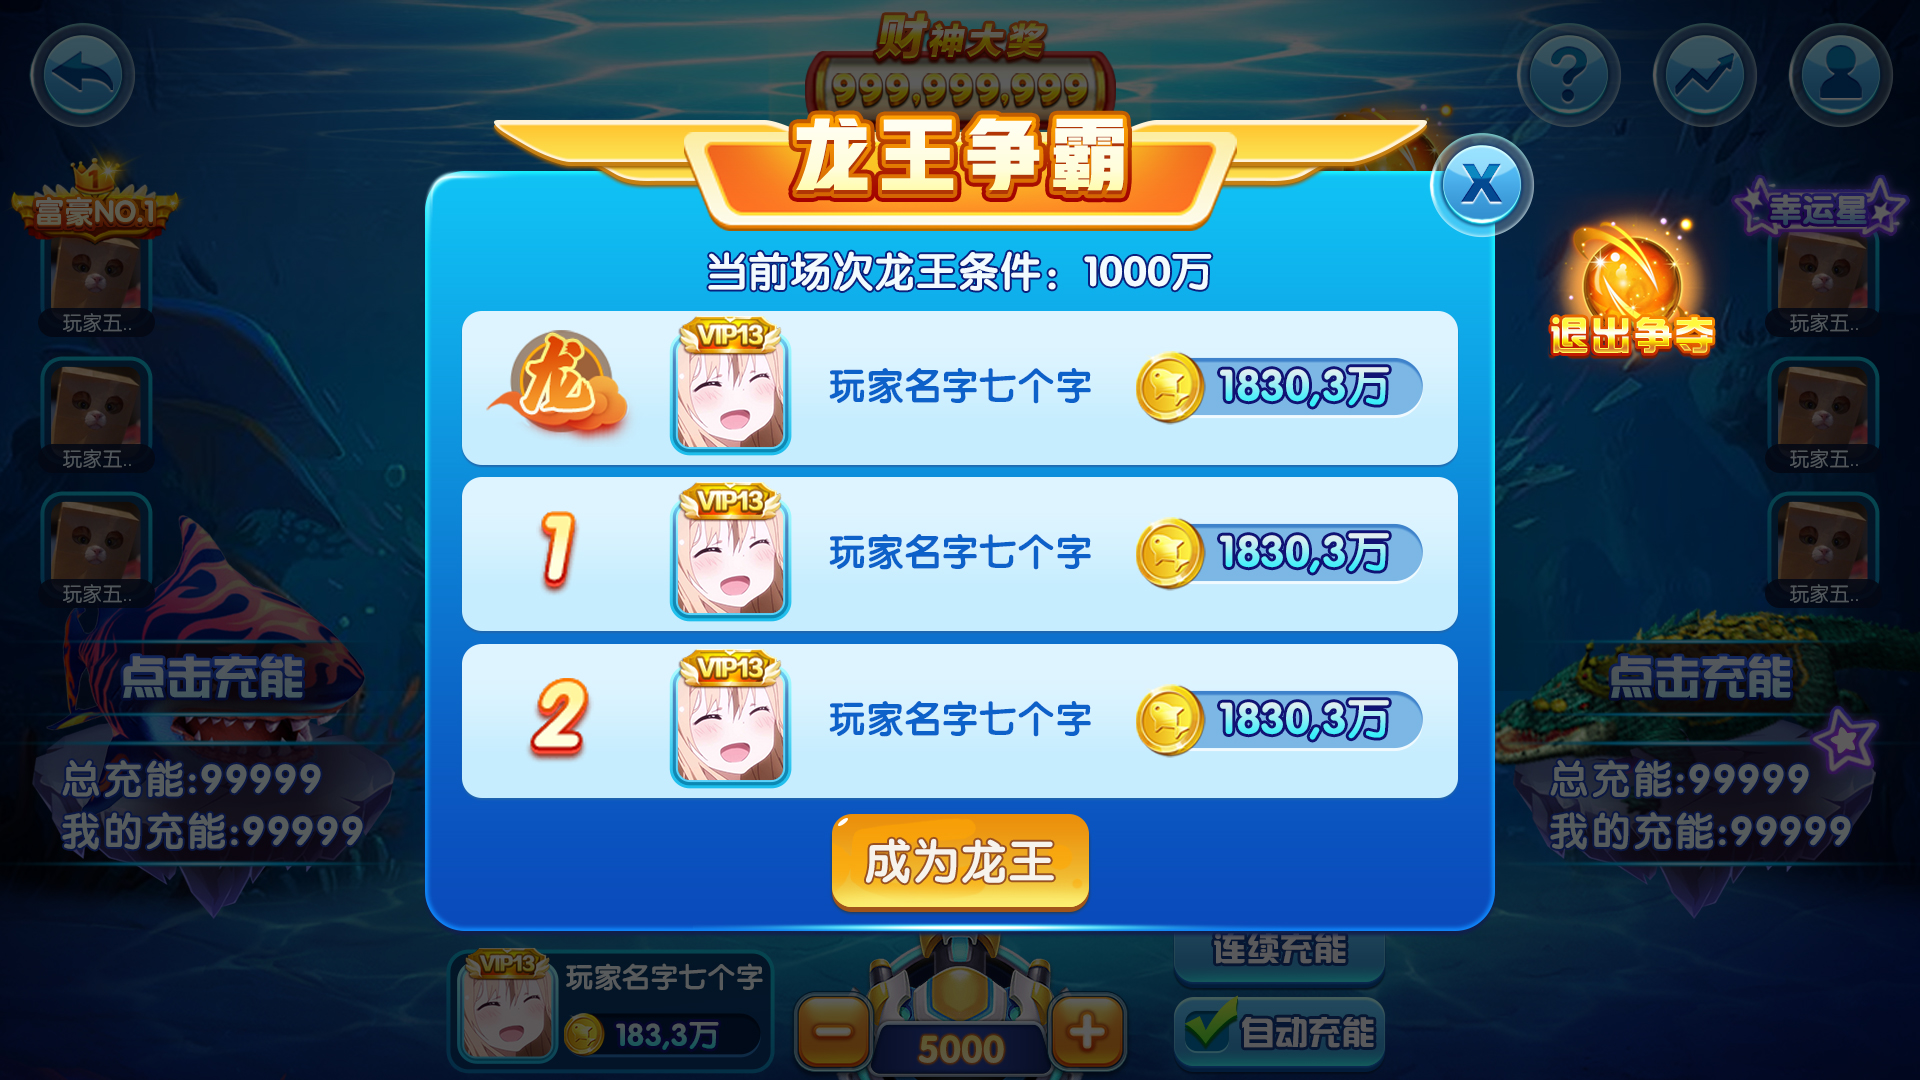 财神大奖
999,999,999
龙王争霸
X
当前场次龙王条件：1000万
龙
VIP13
玩家名字七个字
1830,3万
1
VIP13
玩家名字七个字
1830,3万
2
VIP13
玩家名字七个字
1830,3万
成为龙王
?
1
富豪NO.1
玩家五..
玩家五..
玩家五..
点击充能
总充能:99999
我的充能:99999
退出争夺
幸运星
玩家五..
玩家五..
玩家五..
点击充能
总充能:99999
我的充能:99999
VIP13
玩家名字七个字
183,3万
5000
连续充能
自动充能